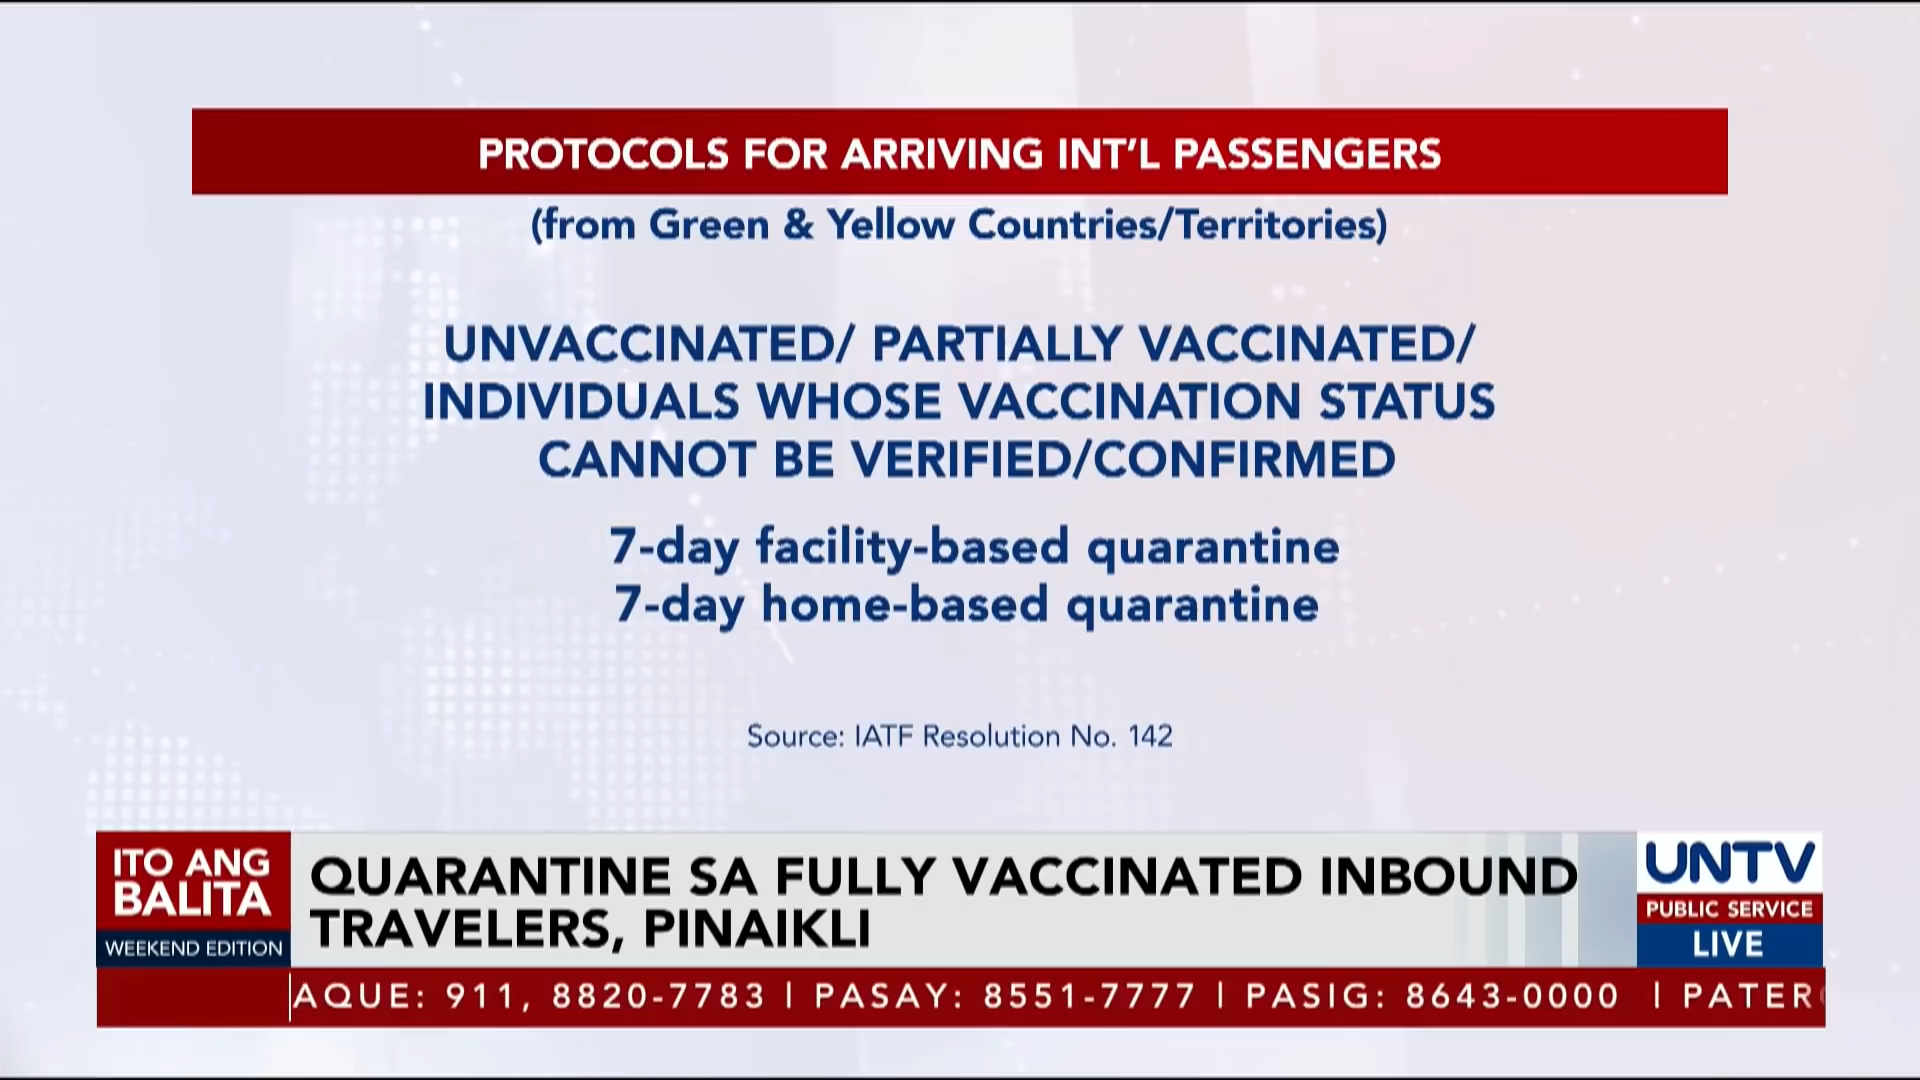 PROTOCOLS FOR ARRIVING INT'L PASSENGERS
(from Green & Yellow Countries/Territories)
UNVACCINATED/ PARTIALLY VACCINATED/
INDIVIDUALS WHOSE VACCINATION STATUS
CANNOT BE VERIFIED/CONFIRMED
7-day facility-based quarantine
7-day home-based quarantine
Source: IATF Resolution No. 142
ITO ANG
BALITA
WEEKEND EDITION
QUARANTINE SA FULLY VACCINATED INBOUND
TRAVELERS, PINAIKLI
UNTV
PUBLIC SERVICE
LIVE
AQUE: 911, 8820-7783 | PASAY: 8551-7777 | PASIG: 8643-0000 | PATER